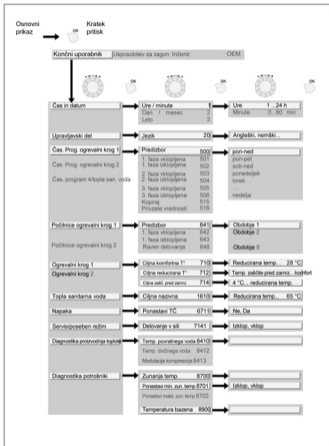 Osnovni prikaz
Kratek pritisk
OK
Končni uporabnik
Usposobitev za zagon
Inženir
OEM
OK
OK
Čas in datum
Ure / minute 1
Ure 1 ...24 h
Dan / mesec 2
Minute 0...60 min
Leto 3
Upravljavski del
Jezik 20
Angleški, nemški...
Čas. Prog. ogrevalni krog 1
Predizbor 500
pon-ned
Čas. Prog. ogrevalni krog 2
1. faza vklopljena 501
pon-pet
1. faza izklopljena 502
sob-ned
Čas. program 4/topla san. voda
2. faza vklopljena 503
ponedeljek
2. faza izklopljena 504
torek
3. faza vklopljena 505
...
3. faza izklopljena 506
nedelja
Kopiraj 515
Privzete vrednosti 516
Počitnice ogrevalni krog 1
Predizbor 641
Obdobje 1
1. faza vklopljena 642
Obdobje 2
1. faza izklopljena 643
Počitnice ogrevalni krog 2
Raven delovanja 648
Obdobje 8
Ogrevalni krog 1
Ciljna komfortna T° 710
Reducirana temp... 28 °C
Ogrevalni krog 2
Ciljna reducirana T° 712
Temp. zaščite pred zamrz... komfort
Ciljna zašč. pred zamrz 714
4 °C... reducirana temp.
Topla sanitarna voda
Ciljna nazivna 1610
Reducirana temp... 65 °C
Napaka
Ponastavi TČ 6711
Ne, Da
Servis/poseben režim
Delovanje v sili 7141
Izklop, vklop
Diagnostika proizvodnja toplote
Temp. povratnega voda 8410
Temp. dvižnega voda 8412
Modulacija kompresorja 8413
Diagnostika potrošniki
Zunanja temp. 8700
Ponastavi min. zun. temp 8701
Izklop, vklop
Ponastavi maks. zun. temp 8702
Temperatura bazena 8900